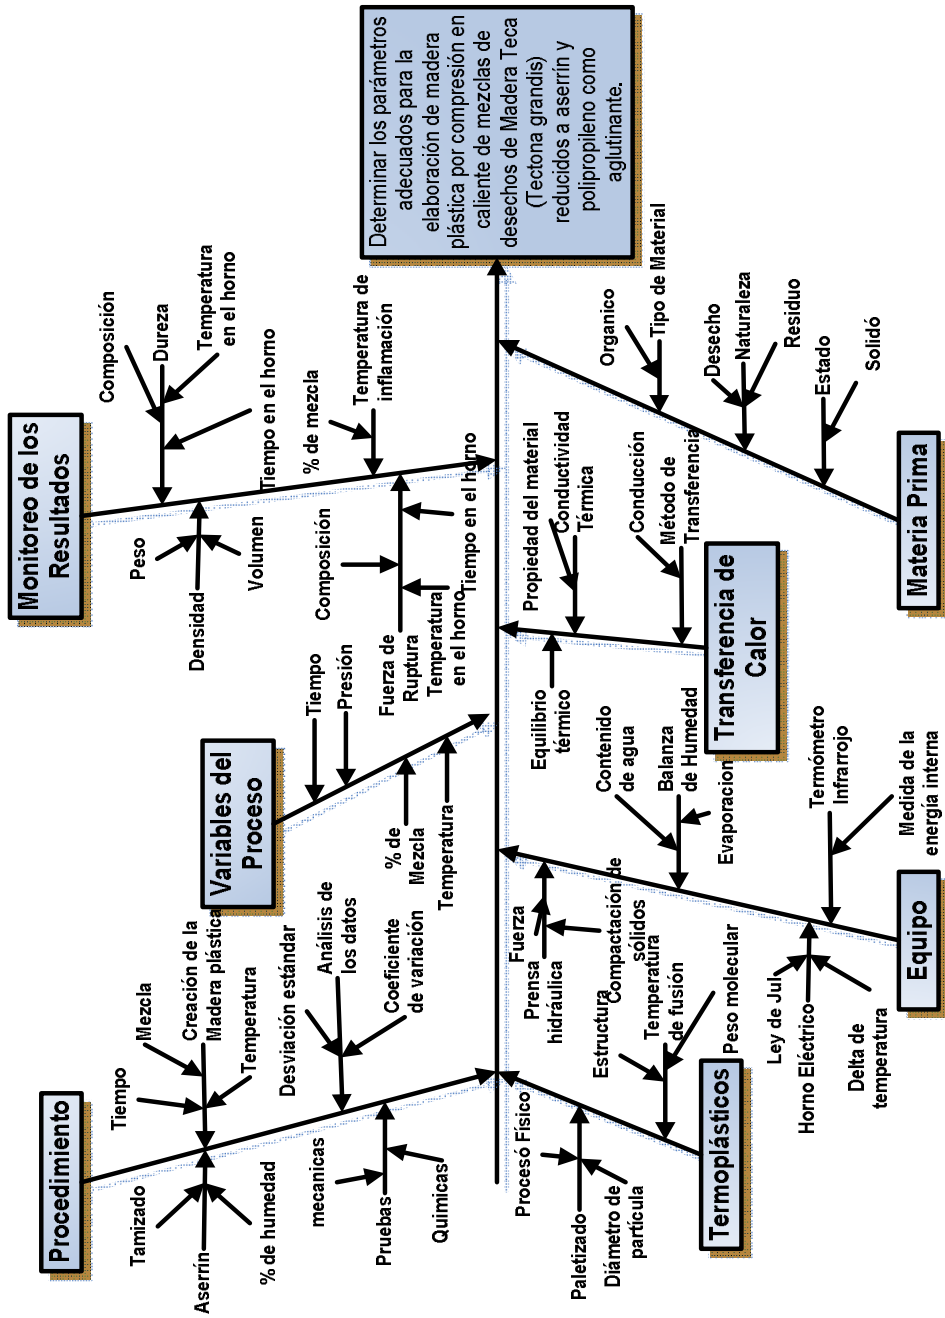 Procedimiento
Tamizado
Aserrín
% de humedad
Tiempo
Mezcla
Creación de la
Madera plástica
Temperatura
Desviación estándar
Análisis de
los datos
Coeficiente
de variación
mecanicas
Pruebas
Quimicas
Variables del
Proceso
Tiempo
Presión
% de
Mezcla
Temperatura
Monitoreo de los
Resultados
Composición
Dureza
Temperatura
en el horno
Tiempo en el horno
Peso
Densidad
Volumen
% de mezcla
Temperatura de
inflamación
Composición
Fuerza de
Ruptura
Temperatura
en el horno
Tiempo en el horno
Determinar los parámetros
adecuados para la
elaboración de madera
plástica por compresión en
caliente de mezclas de
desechos de Madera Teca
(Tectona grandis)
reducidos a aserrín y
polipropileno como
aglutinante.
Procesó Físico
Paletizado
Diámetro de
partícula
Estructura
Temperatura
de fusión
Peso molecular
Termoplásticos
Fuerza
Prensa
hidráulica
Compactación de
sólidos
Contenido
de agua
Balanza
de Humedad
Evaporacion
Ley de Jul
Horno Eléctrico
Delta de
temperatura
Termómetro
Infrarrojo
Medida de la
energía interna
Equipo
Propiedad del material
Conductividad
Térmica
Equilibrio
térmico
Conducción
Método de
Transferencia
Transferencia de
Calor
Organico
Tipo de Material
Desecho
Naturaleza
Residuo
Estado
Solidó
Materia Prima